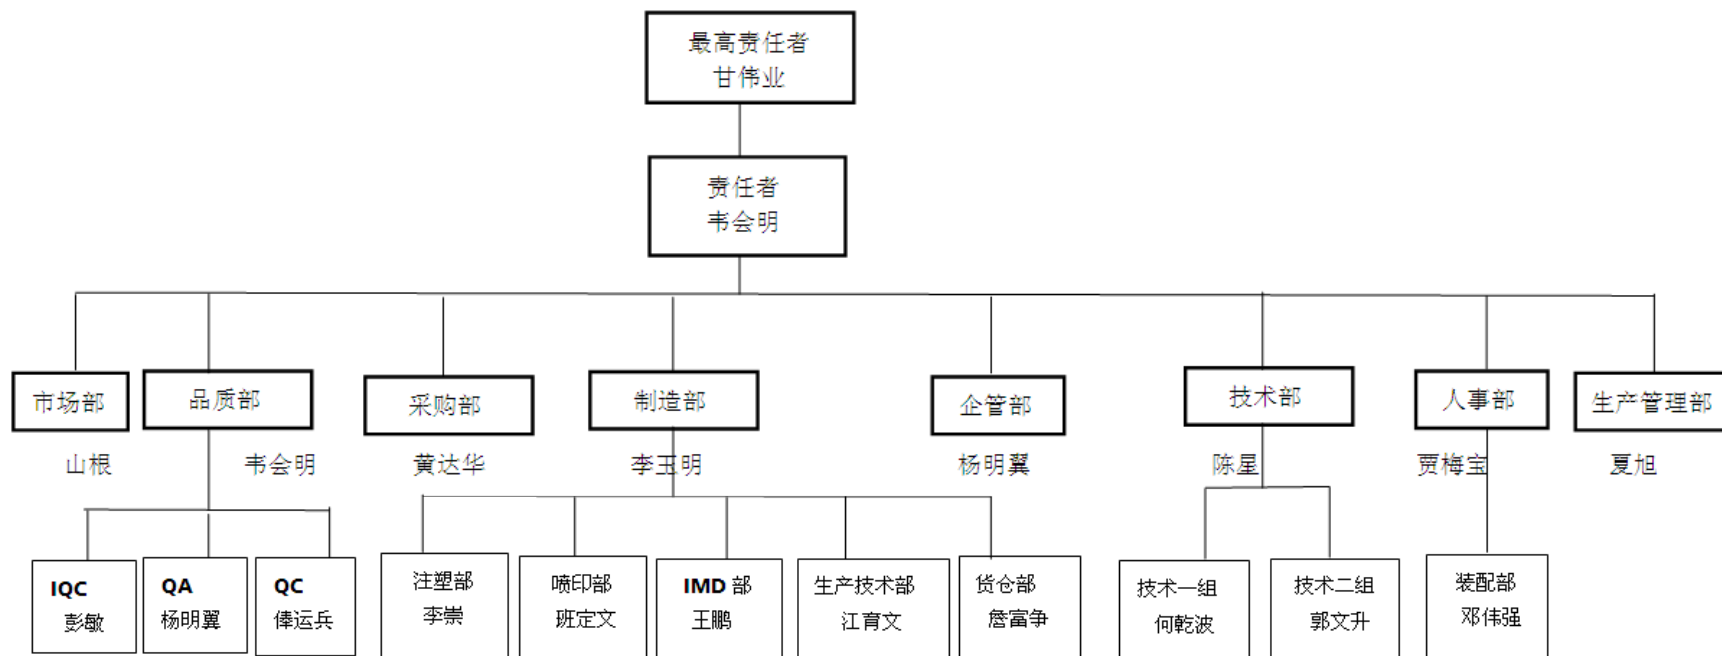 最高责任者
甘伟业
责任者
韦会明
市场部
品质部
采购部
制造部
企管部
技术部
人事部
生产管理部
山根
韦会明
黄达华
李玉明
杨明翼
陈星
贾梅宝
夏旭
IQC
彭敏
QA
杨明翼
QC
俸运兵
注塑部
李崇
喷印部
班定文
IMD 部
王鹏
生产技术部
江育文
货仓部
詹富争
技术一组
何乾波
技术二组
郭文升
装配部
邓伟强